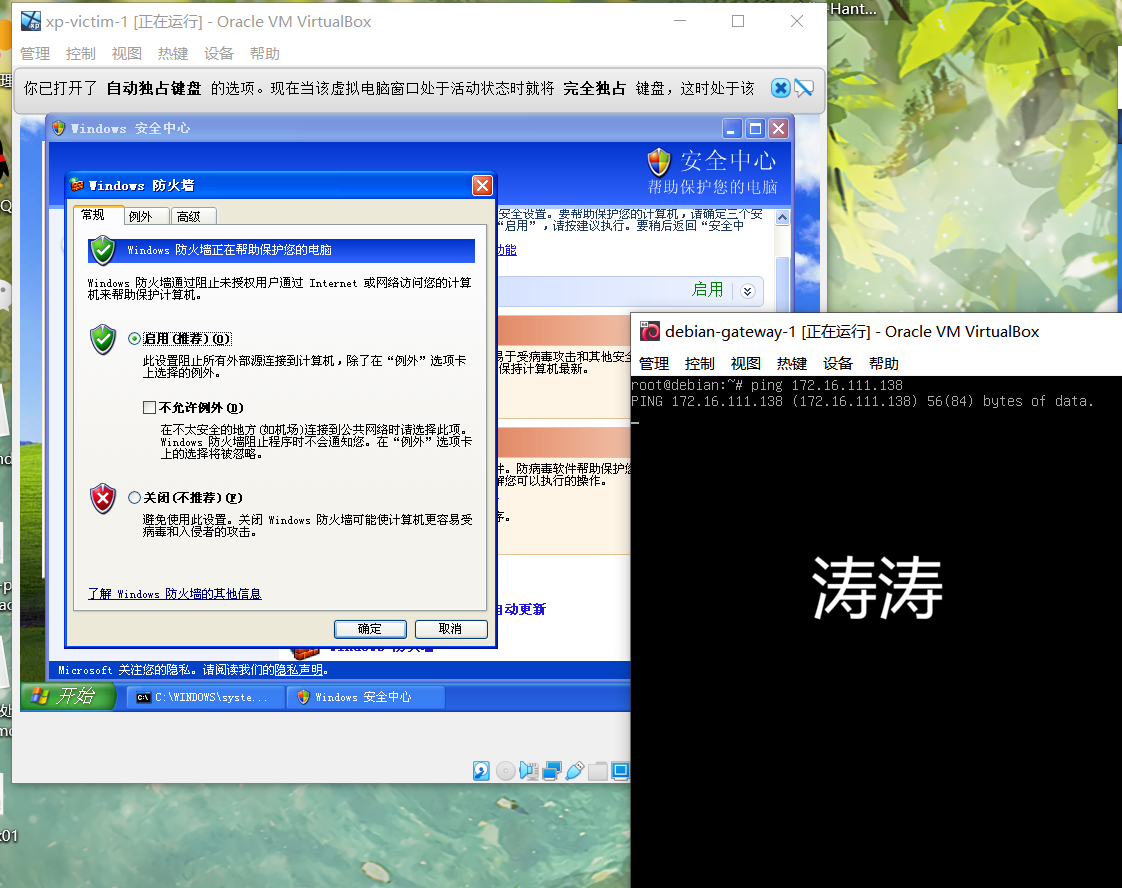 xp-victim-1 [正在运行] - Oracle VM VirtualBox
-Hant...
管理 控制 视图 热键 设备 帮助
你已打开了 自动独占键盘 的选项。现在当该虚拟电脑窗口处于活动状态时就将 完全独占 键盘，这时处于该
Windows 安全中心
安全中心
帮助保护您的电脑
Windows 防火墙
常规 例外 高级
安全设置。要帮助保护您的计算机，请确定三个安
“启用”，请按建议执行。要稍后返回“安全中
功能
启用
Windows 防火墙正在帮助保护您的电脑
Windows 防火墙通过阻止未授权用户通过 Internet 或网络访问您的计算
机来帮助保护计算机。
启用(推荐)(O)
此设置阻止所有外部源连接到计算机，除了在“例外”选项卡
上选择的例外。
不允许例外(D)
在不太安全的地方(如机场)连接到公共网络时请选择此项。
Windows 防火墙阻止程序时不会通知您。在“例外”选项卡
上的选择将被忽略。
关闭(不推荐)(F)
避免使用此设置。关闭 Windows 防火墙可能使计算机更容易受
病毒和入侵者的攻击。
了解 Windows 防火墙的其他信息
确定 取消
易于受病毒攻击和其他安全
保持计算机最新。
件。防病毒软件帮助保护您
解您可以执行的操作。
序。
自动更新
Microsoft 关注您的隐私。请阅读我们的隐私声明。
开始 C:\WINDOWS\syste... Windows 安全中心
debian-gateway-1 [正在运行] - Oracle VM VirtualBox
管理 控制 视图 热键 设备 帮助
root@debian:~# ping 172.16.111.138
PING 172.16.111.138 (172.16.111.138) 56(84) bytes of data.
涛涛
:01